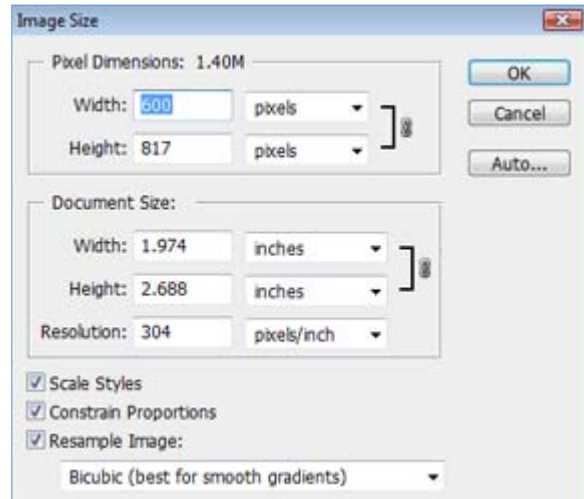 Image Size
Pixel Dimensions: 1.40M
OK
Width: 600 pixels
Cancel
Height: 817 pixels
Auto...
Document Size:
Width: 1.974 inches
Height: 2.688 inches
Resolution: 304 pixels/inch
Scale Styles
Constrain Proportions
Resample Image:
Bicubic (best for smooth gradients)